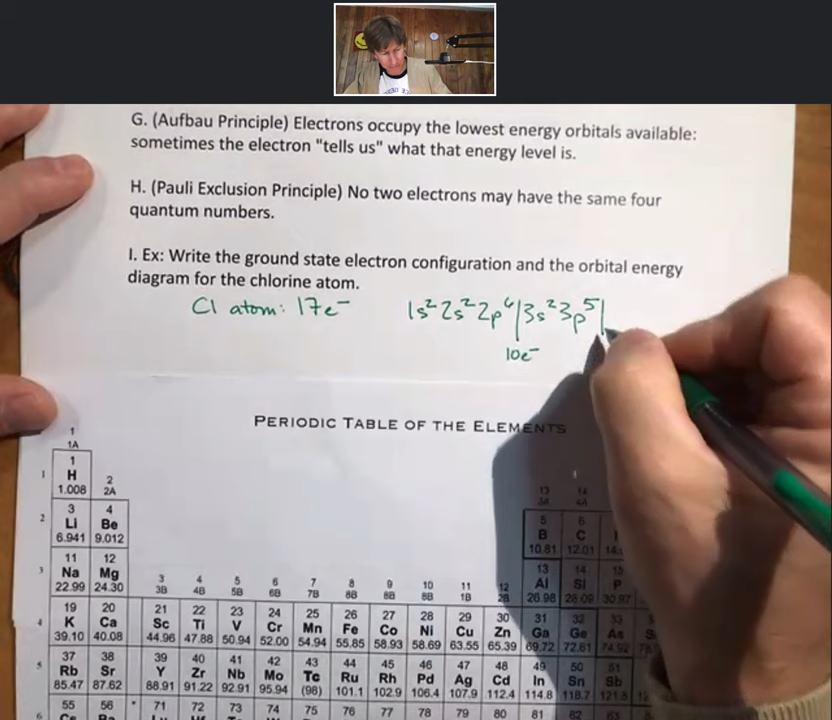 G. (Aufbau Principle) Electrons occupy the lowest energy orbitals available:
sometimes the electron "tells us" what that energy level is.
H. (Pauli Exclusion Principle) No two electrons may have the same four
quantum numbers.
I. Ex: Write the ground state electron configuration and the orbital energy
diagram for the chlorine atom.
Cl atom: 17e⁻ 1s²2s²2p⁶|3s²3p⁵|
10e⁻
PERIODIC TABLE OF THE ELEMENTS
1
1A
1 2 13 14
H 2A 3A 4A
1.008
3 4 5 6
2 Li Be B C
6.941 9.012 10.81 12.01
11 12 13 14 15
3 Na Mg 3 4 5 6 7 8 9 10 11 12 Al Si P
22.99 24.30 3B 4B 5B 6B 7B 8B 8B 8B 1B 2B 26.98 28.09 30.97
19 20 21 22 23 24 25 26 27 28 29 30 31 32 33
4 K Ca Sc Ti V Cr Mn Fe Co Ni Cu Zn Ga Ge As
39.10 40.08 44.96 47.88 50.94 52.00 54.94 55.85 58.93 58.69 63.55 65.39 69.72 72.61 74.92
37 38 39 40 41 42 43 44 45 46 47 48 49 50 51
5 Rb Sr Y Zr Nb Mo Tc Ru Rh Pd Ag Cd In Sn Sb
85.47 87.62 88.91 91.22 92.91 95.94 (98) 101.1 102.9 106.4 107.9 112.4 114.8 118.7 121.8
55 56 * 71 72 73 74 75 76 77 78 79 80 81 82